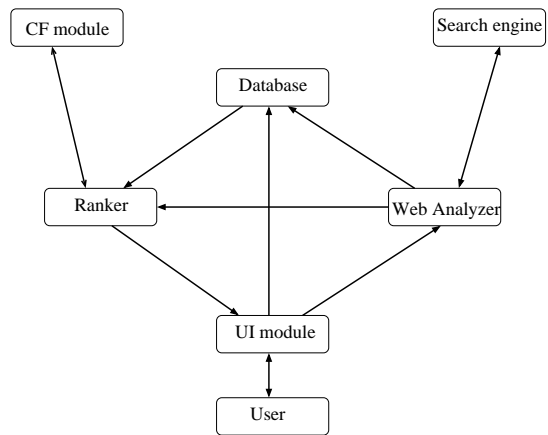 CF module
Search engine
Database
Ranker
Web Analyzer
UI module
User